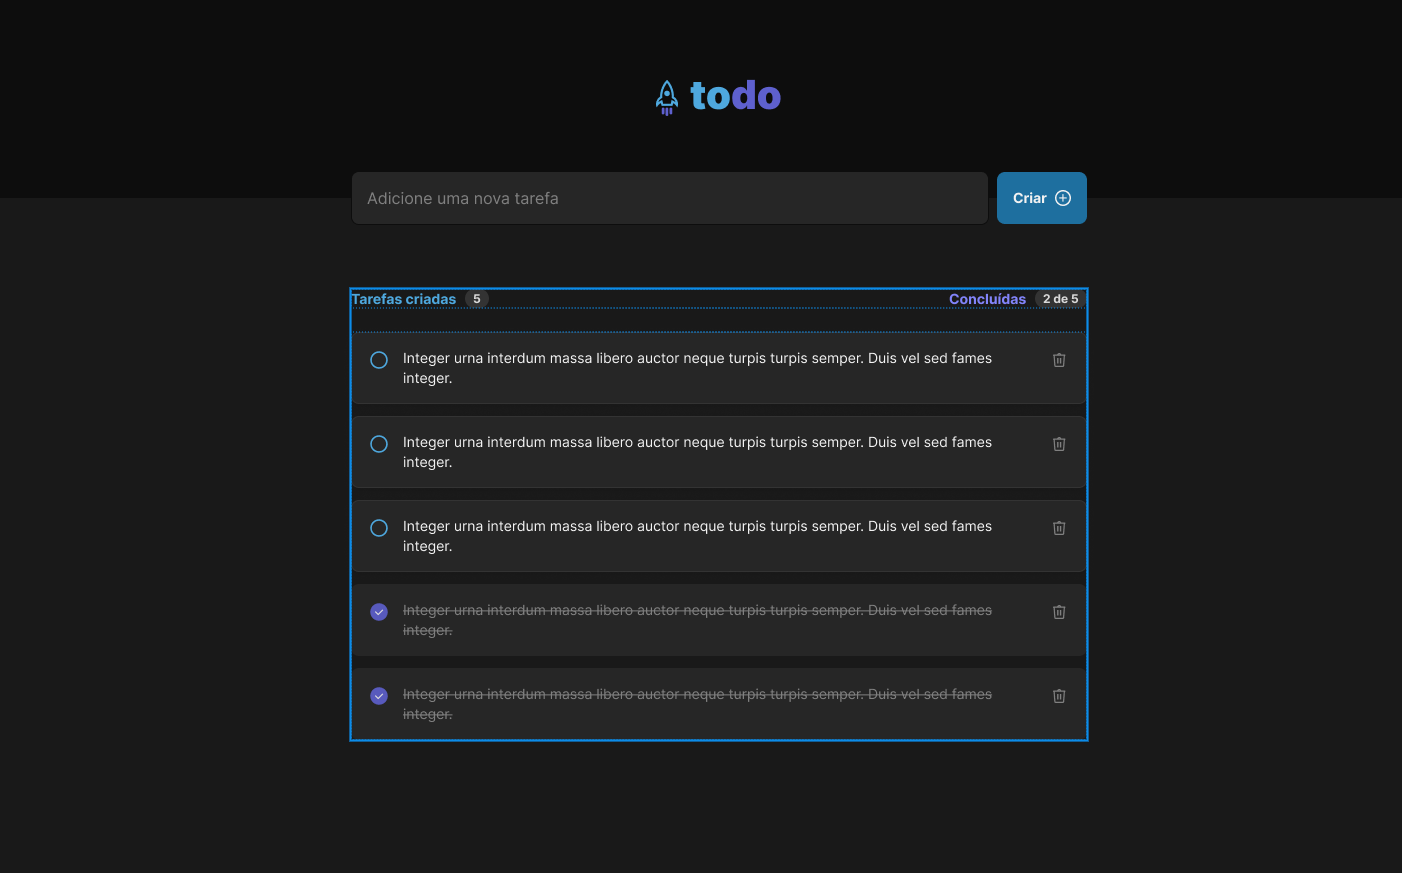 todo
Adicione uma nova tarefa
Criar
Tarefas criadas 5
Concluídas 2 de 5
Integer urna interdum massa libero auctor neque turpis turpis semper. Duis vel sed fames
integer.
Integer urna interdum massa libero auctor neque turpis turpis semper. Duis vel sed fames
integer.
Integer urna interdum massa libero auctor neque turpis turpis semper. Duis vel sed fames
integer.
Integer urna interdum massa libero auctor neque turpis turpis semper. Duis vel sed fames
integer.
Integer urna interdum massa libero auctor neque turpis turpis semper. Duis vel sed fames
integer.